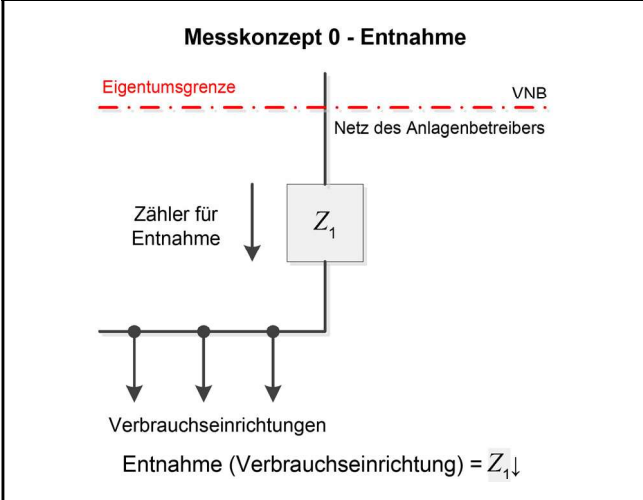 Messkonzept 0 - Entnahme
Eigentumsgrenze
VNB
Netz des Anlagenbetreibers
Zähler für
Entnahme
Z₁
Verbrauchseinrichtungen
Entnahme (Verbrauchseinrichtung) = Z₁↓